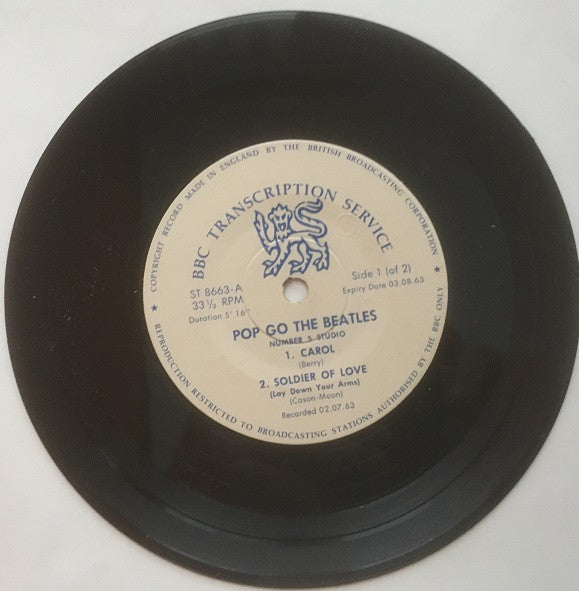 COPYRIGHT RECORD MADE IN ENGLAND BY THE BRITISH BROADCASTING CORPORATION
BBC TRANSCRIPTION SERVICE
ST 8663-A
33⅓ RPM
Duration 5' 16"
Side 1 (of 2)
Expiry Date 03.08.63
POP GO THE BEATLES
NUMBER 5 STUDIO
1. CAROL
(Berry)
2. SOLDIER OF LOVE
(Lay Down Your Arms)
(Cason-Moon)
Recorded 02.07.63
★ REPRODUCTION RESTRICTED TO BROADCASTING STATIONS AUTHORISED BY THE BBC ONLY ★